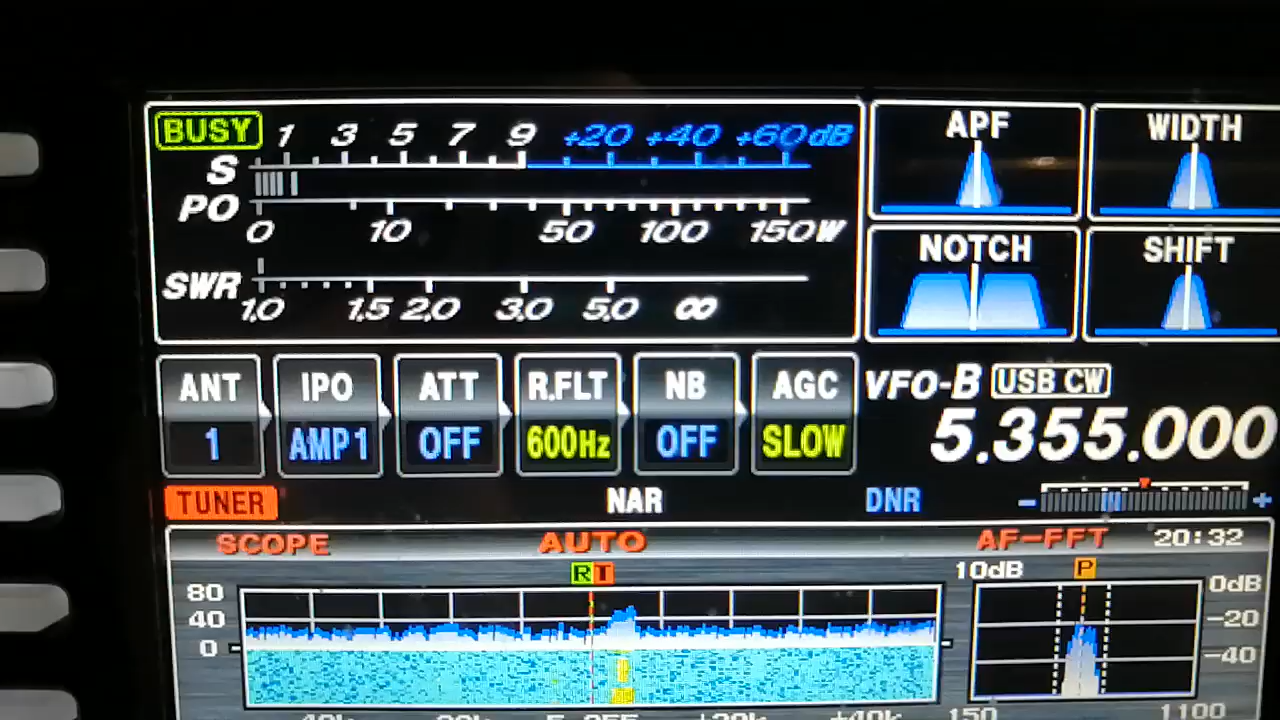 BUSY 1 3 5 7 9 +20 +40 +60dB
S
PO
0 10 50 100 150W
SWR
1.0 1.5 2.0 3.0 5.0 ∞
APF WIDTH
NOTCH SHIFT
ANT IPO ATT R.FLT NB AGC
1 AMP1 OFF 600Hz OFF SLOW
VFO-B USB CW
5.355.000
TUNER NAR DNR - +
SCOPE AUTO AF-FFT 20:32
R T 10dB P 0dB
80
40 -20
0 -40
150 1100